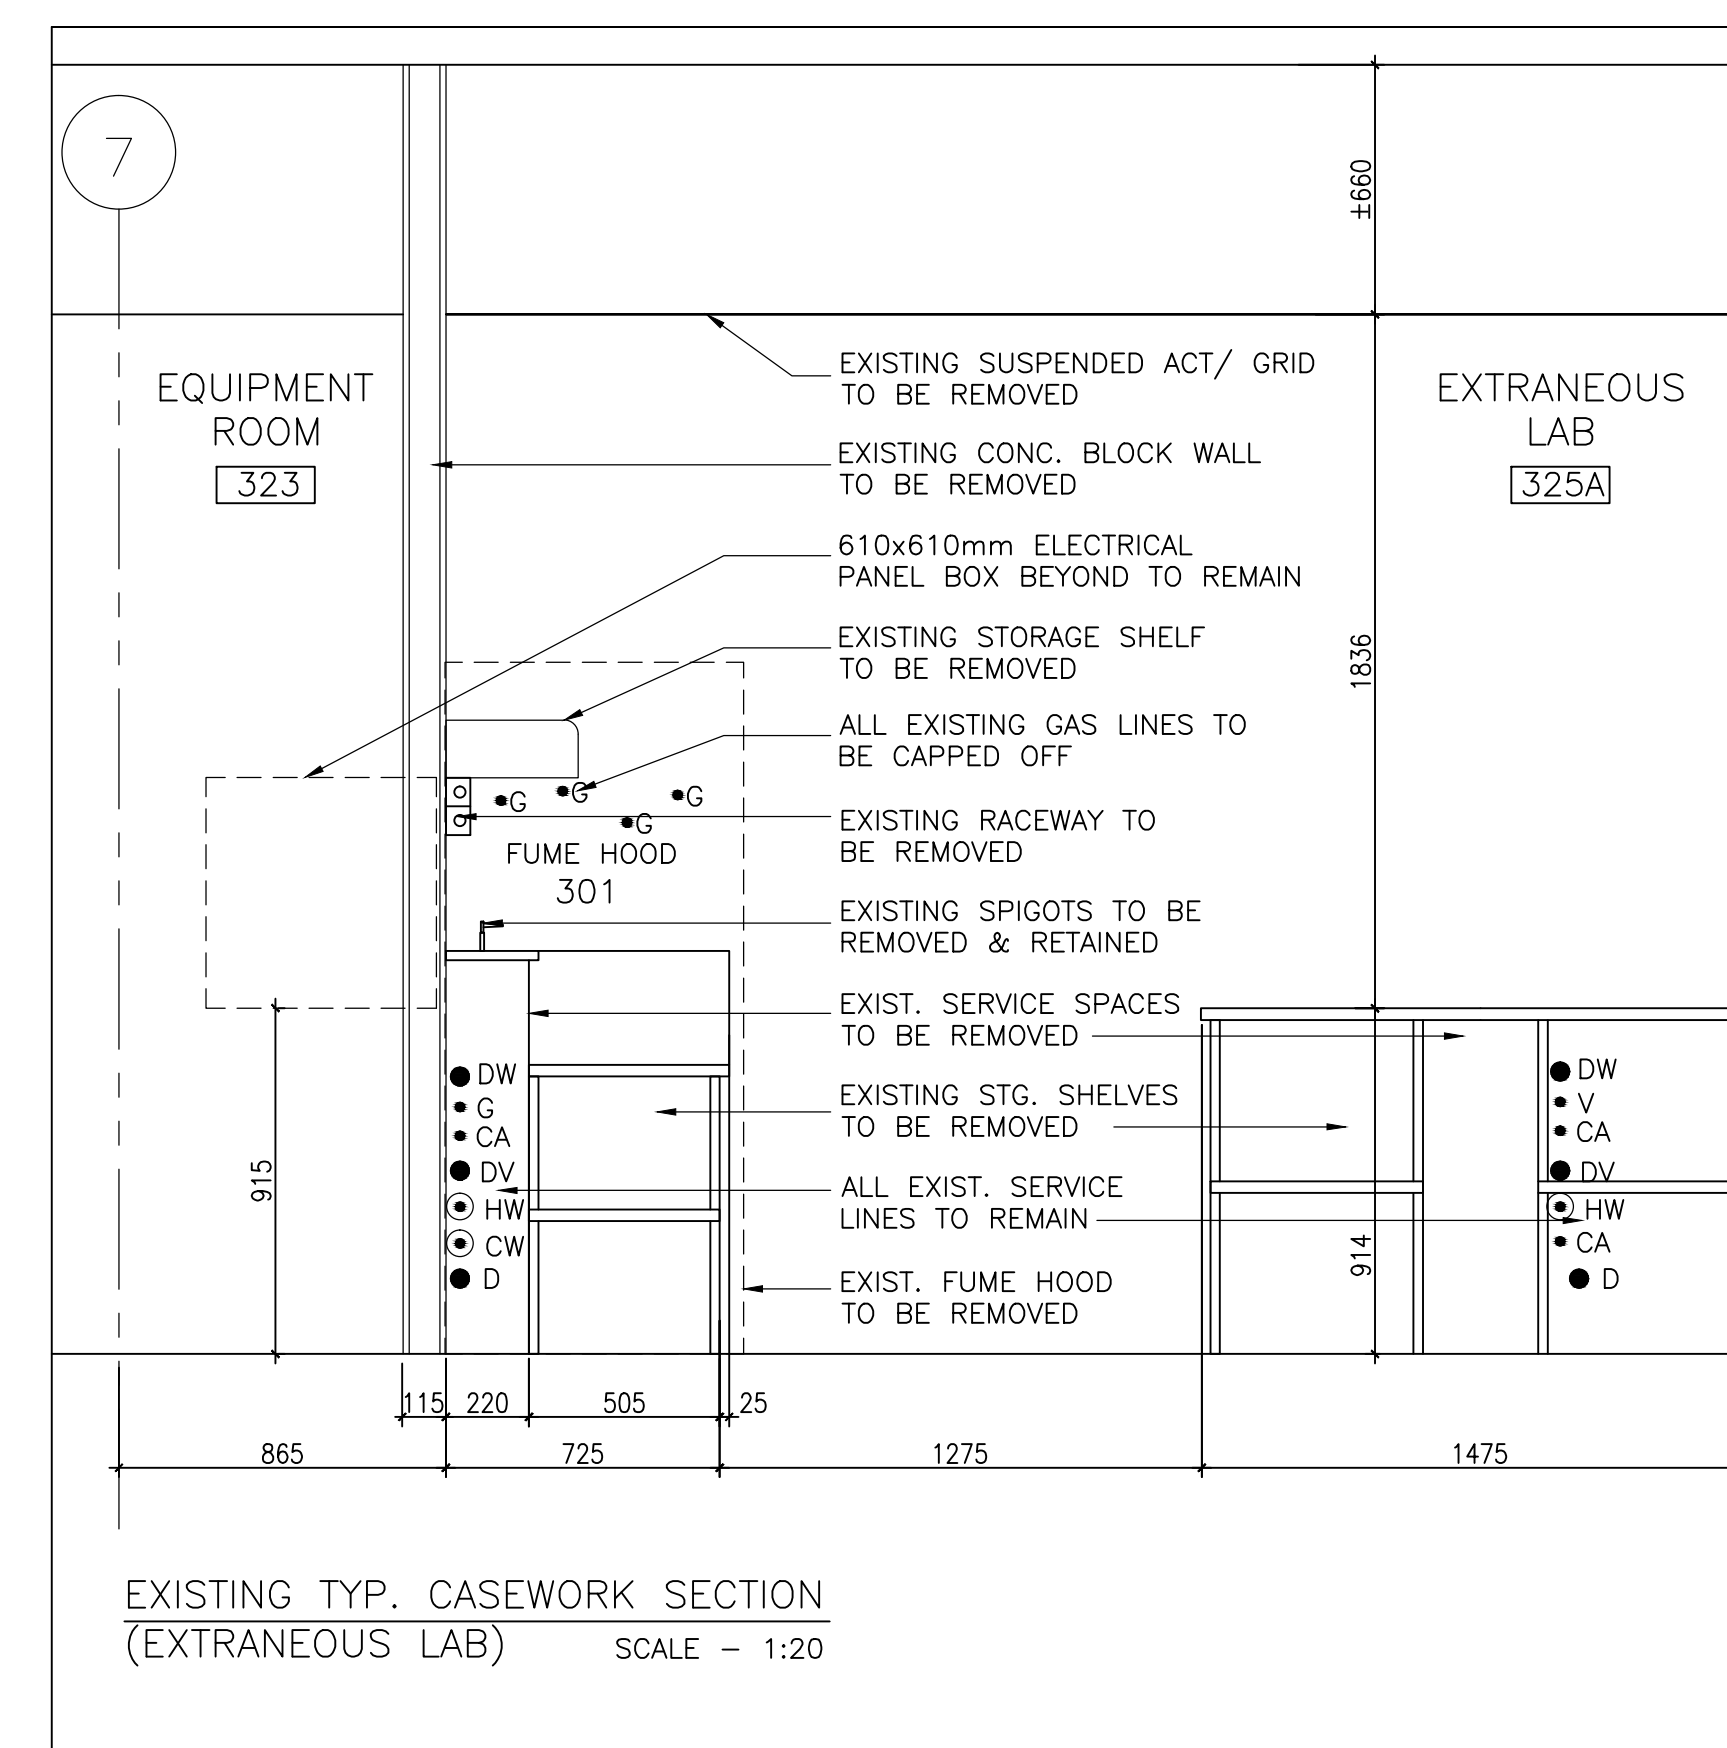 7
±660
EXISTING SUSPENDED ACT/ GRID
TO BE REMOVED
EQUIPMENT
ROOM
323
EXTRANEOUS
LAB
325A
EXISTING CONC. BLOCK WALL
TO BE REMOVED
610x610mm ELECTRICAL
PANEL BOX BEYOND TO REMAIN
EXISTING STORAGE SHELF
TO BE REMOVED
1836
ALL EXISTING GAS LINES TO
BE CAPPED OFF
G
G
G
G
EXISTING RACEWAY TO
BE REMOVED
FUME HOOD
301
EXISTING SPIGOTS TO BE
REMOVED & RETAINED
EXIST. SERVICE SPACES
TO BE REMOVED
EXISTING STG. SHELVES
TO BE REMOVED
ALL EXIST. SERVICE
LINES TO REMAIN
EXIST. FUME HOOD
TO BE REMOVED
915
DW
G
CA
DV
HW
CW
D
914
DW
V
CA
DV
HW
CA
D
115 220 505 25
865 725 1275 1475
EXISTING TYP. CASEWORK SECTION
(EXTRANEOUS LAB) SCALE - 1:20